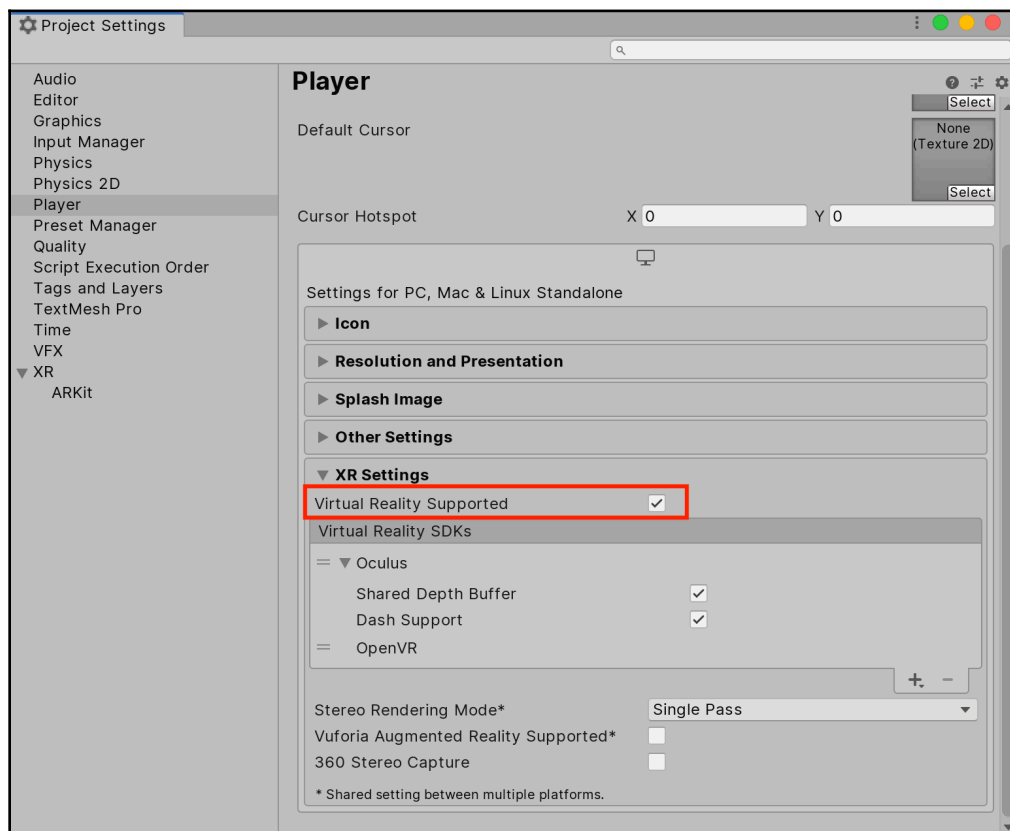 Project Settings
Audio
Editor
Graphics
Input Manager
Physics
Physics 2D
Player
Preset Manager
Quality
Script Execution Order
Tags and Layers
TextMesh Pro
Time
VFX
XR
ARKit
Player
Select
Default Cursor
None
(Texture 2D)
Select
Cursor Hotspot X 0 Y 0
Settings for PC, Mac & Linux Standalone
Icon
Resolution and Presentation
Splash Image
Other Settings
XR Settings
Virtual Reality Supported
Virtual Reality SDKs
Oculus
Shared Depth Buffer
Dash Support
OpenVR
Stereo Rendering Mode* Single Pass
Vuforia Augmented Reality Supported*
360 Stereo Capture
* Shared setting between multiple platforms.